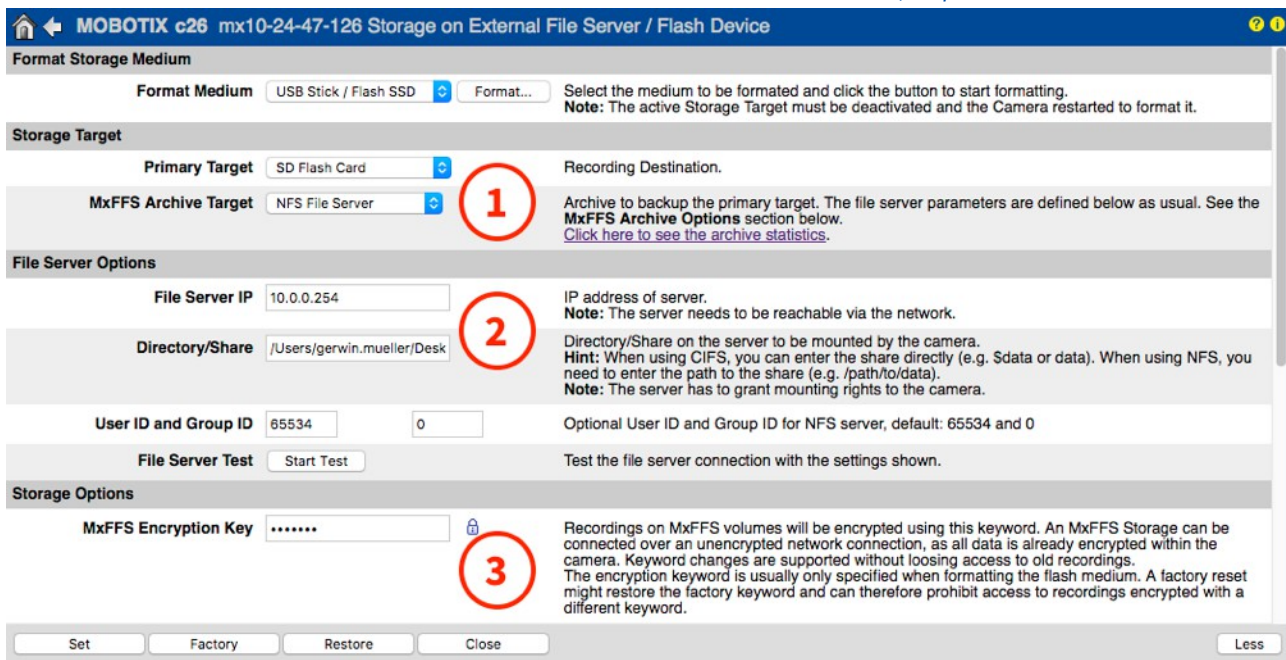 MOBOTIX c26 mx10-24-47-126 Storage on External File Server / Flash Device
Format Storage Medium
Format Medium USB Stick / Flash SSD Format... Select the medium to be formated and click the button to start formatting.
Note: The active Storage Target must be deactivated and the Camera restarted to format it.
Storage Target
Primary Target SD Flash Card Recording Destination.
MxFFS Archive Target NFS File Server 1 Archive to backup the primary target. The file server parameters are defined below as usual. See the
MxFFS Archive Options section below.
Click here to see the archive statistics.
File Server Options
File Server IP 10.0.0.254 IP address of server.
Note: The server needs to be reachable via the network.
2
Directory/Share /Users/gerwin.mueller/Desk Directory/Share on the server to be mounted by the camera.
Hint: When using CIFS, you can enter the share directly (e.g. $data or data). When using NFS, you
need to enter the path to the share (e.g. /path/to/data).
Note: The server has to grant mounting rights to the camera.
User ID and Group ID 65534 0 Optional User ID and Group ID for NFS server, default: 65534 and 0
File Server Test Start Test Test the file server connection with the settings shown.
Storage Options
MxFFS Encryption Key ••••••• Recordings on MxFFS volumes will be encrypted using this keyword. An MxFFS Storage can be
connected over an unencrypted network connection, as all data is already encrypted within the
camera. Keyword changes are supported without loosing access to old recordings.
3 The encryption keyword is usually only specified when formatting the flash medium. A factory reset
might restore the factory keyword and can therefore prohibit access to recordings encrypted with a
different keyword.
Set Factory Restore Close Less